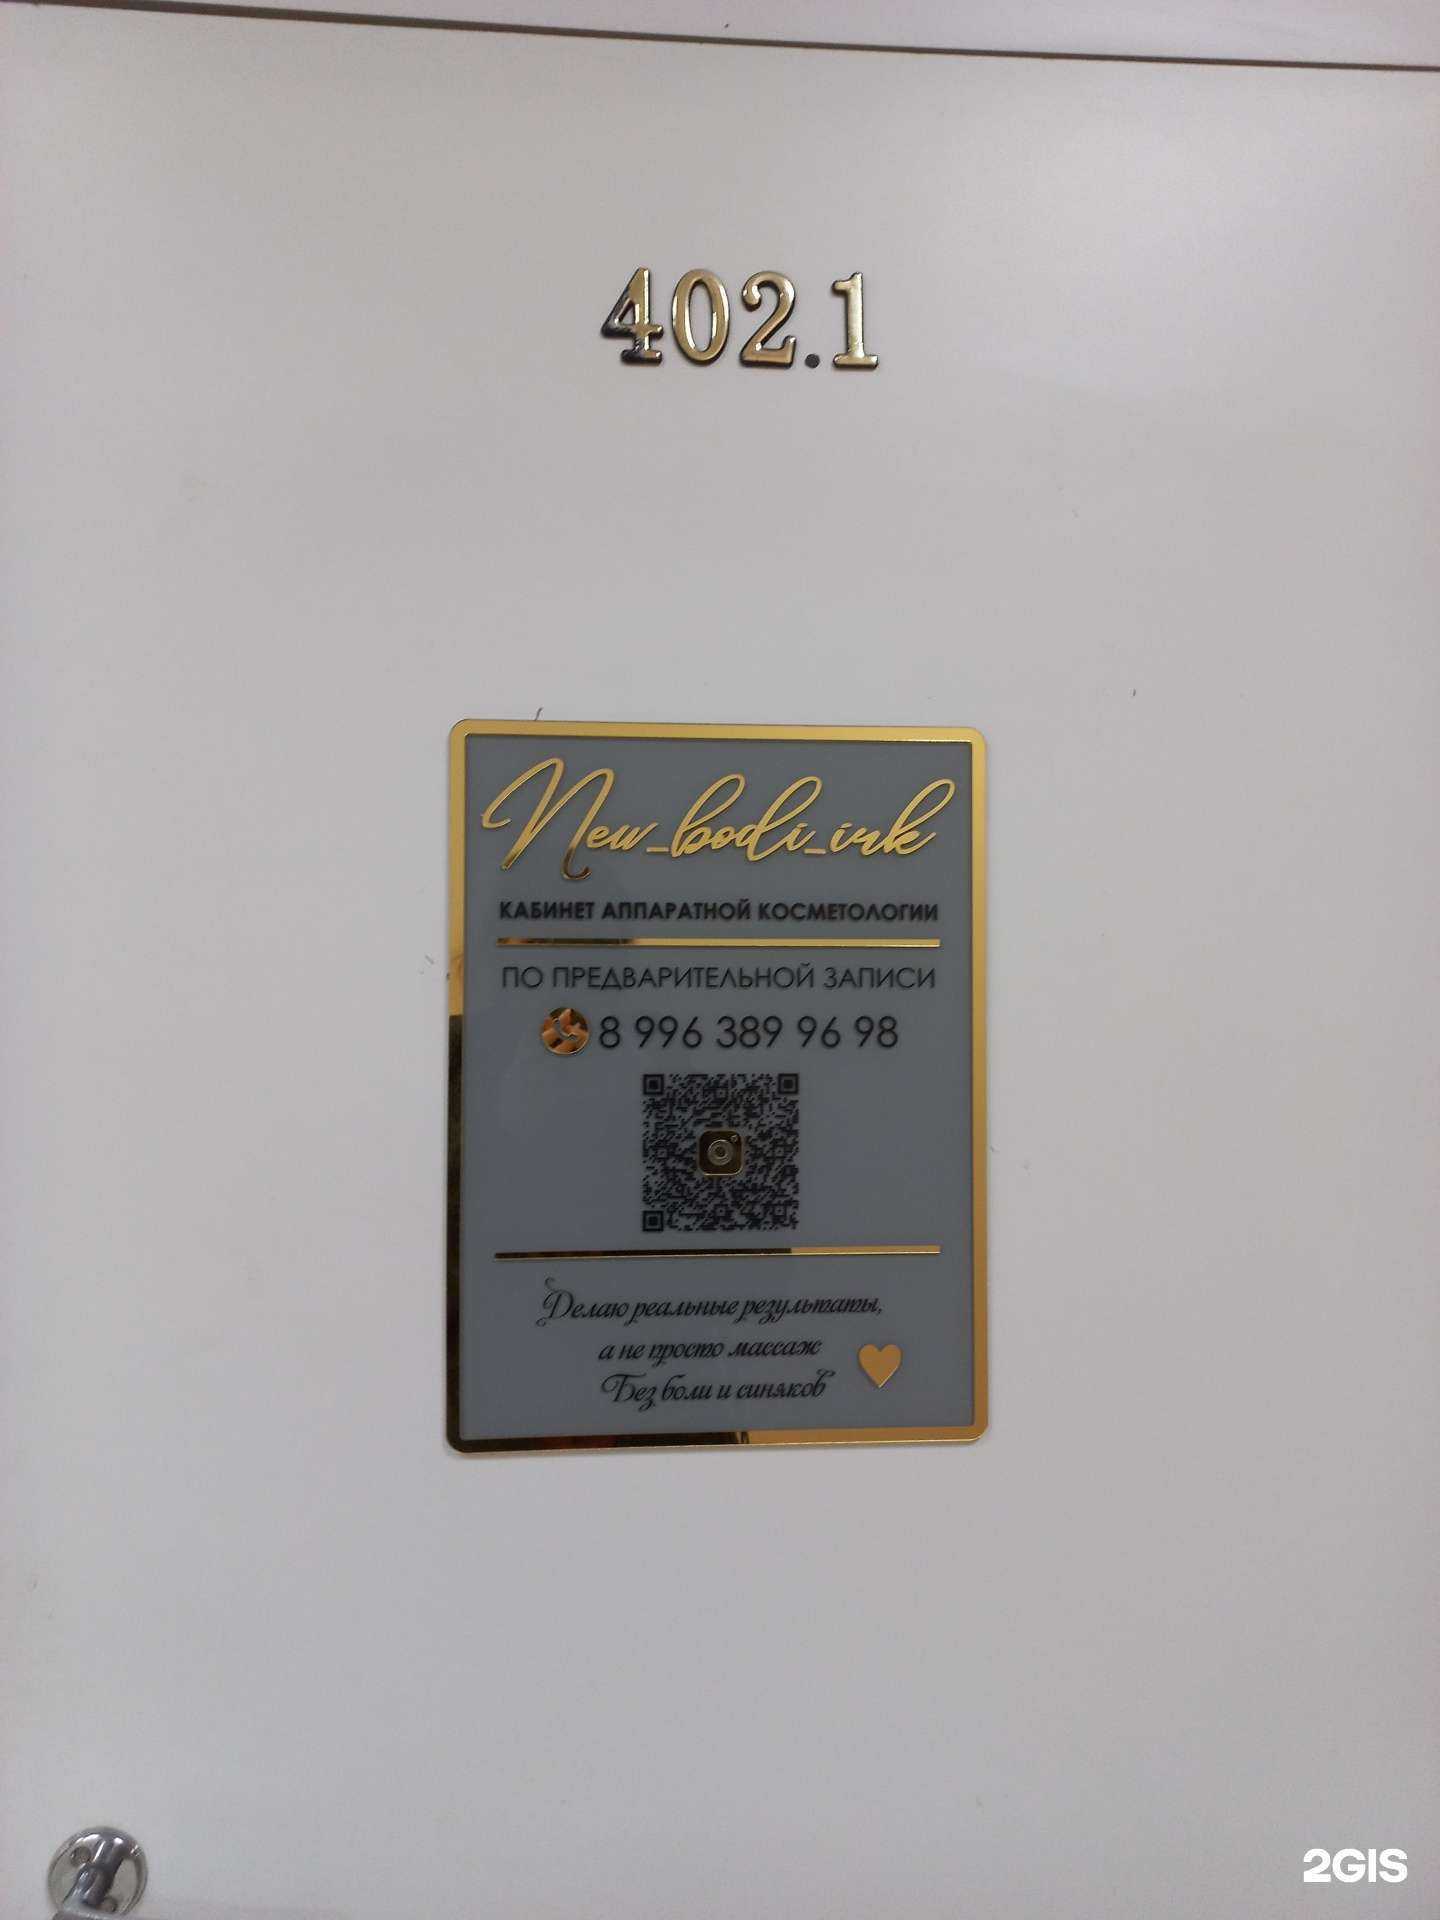 402.1
New_bodi_irk
КАБИНЕТ АППАРАТНОЙ КОСМЕТОЛОГИИ
ПО ПРЕДВАРИТЕЛЬНОЙ ЗАПИСИ
8 996 389 96 98
Делаю реальные результаты,
а не просто массаж
Без боли и синяков
2GIS